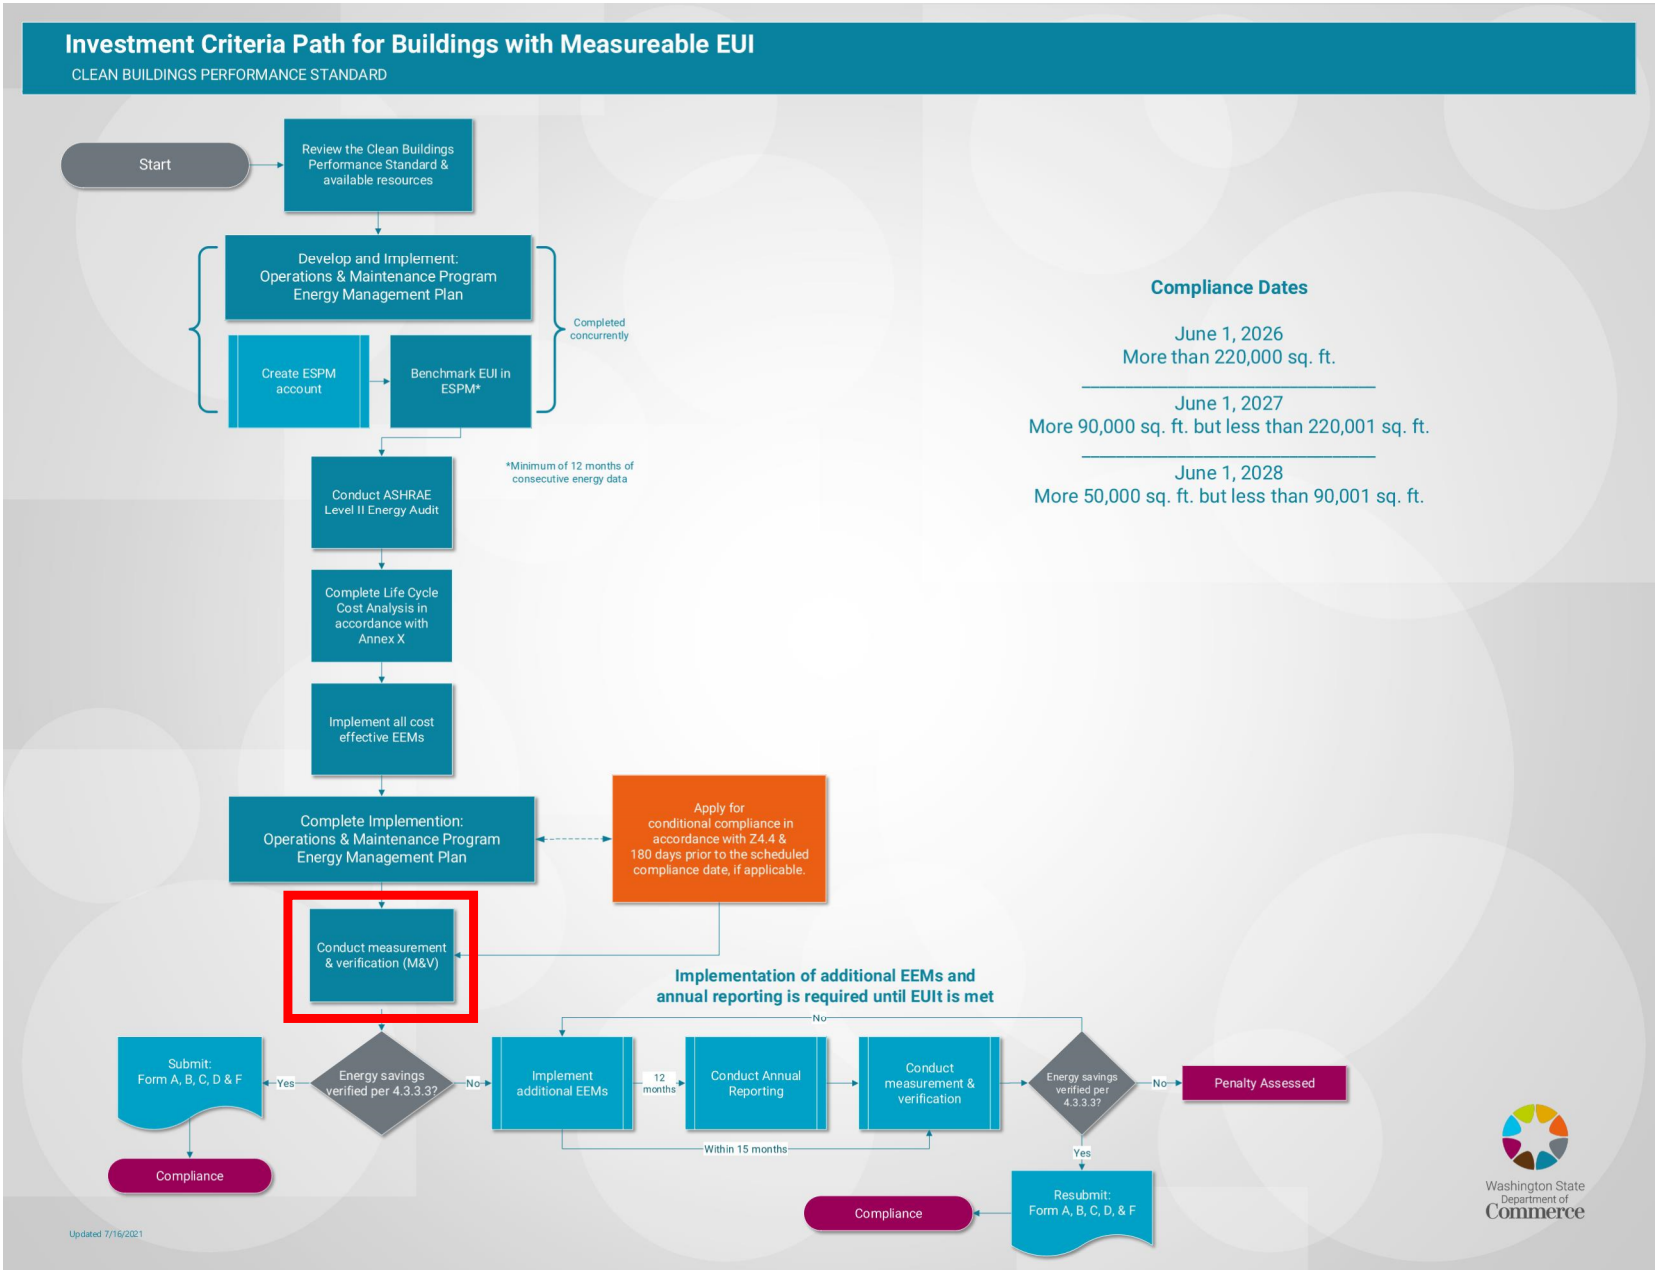 Investment Criteria Path for Buildings with Measureable EUI
CLEAN BUILDINGS PERFORMANCE STANDARD
Start
Review the Clean Buildings
Performance Standard &
available resources
Develop and Implement:
Operations & Maintenance Program
Energy Management Plan
Completed
concurrently
Create ESPM
account
Benchmark EUI in
ESPM*
*Minimum of 12 months of
consecutive energy data
Compliance Dates
June 1, 2026
More than 220,000 sq. ft.
June 1, 2027
More 90,000 sq. ft. but less than 220,001 sq. ft.
June 1, 2028
More 50,000 sq. ft. but less than 90,001 sq. ft.
Conduct ASHRAE
Level II Energy Audit
Complete Life Cycle
Cost Analysis in
accordance with
Annex X
Implement all cost
effective EEMs
Complete Implemention:
Operations & Maintenance Program
Energy Management Plan
Apply for
conditional compliance in
accordance with Z4.4 &
180 days prior to the scheduled
compliance date, if applicable.
Conduct measurement
& verification (M&V)
Implementation of additional EEMs and
annual reporting is required until EUIt is met
No
Submit:
Form A, B, C, D & F
Yes
Energy savings
verified per 4.3.3.3?
No
Implement
additional EEMs
12
months
Conduct Annual
Reporting
Conduct
measurement &
verification
Energy savings
verified per
4.3.3.3?
No
Penalty Assessed
Within 15 months
Yes
Compliance
Resubmit:
Form A, B, C, D, & F
Compliance
Updated 7/16/2021
Washington State
Department of
Commerce